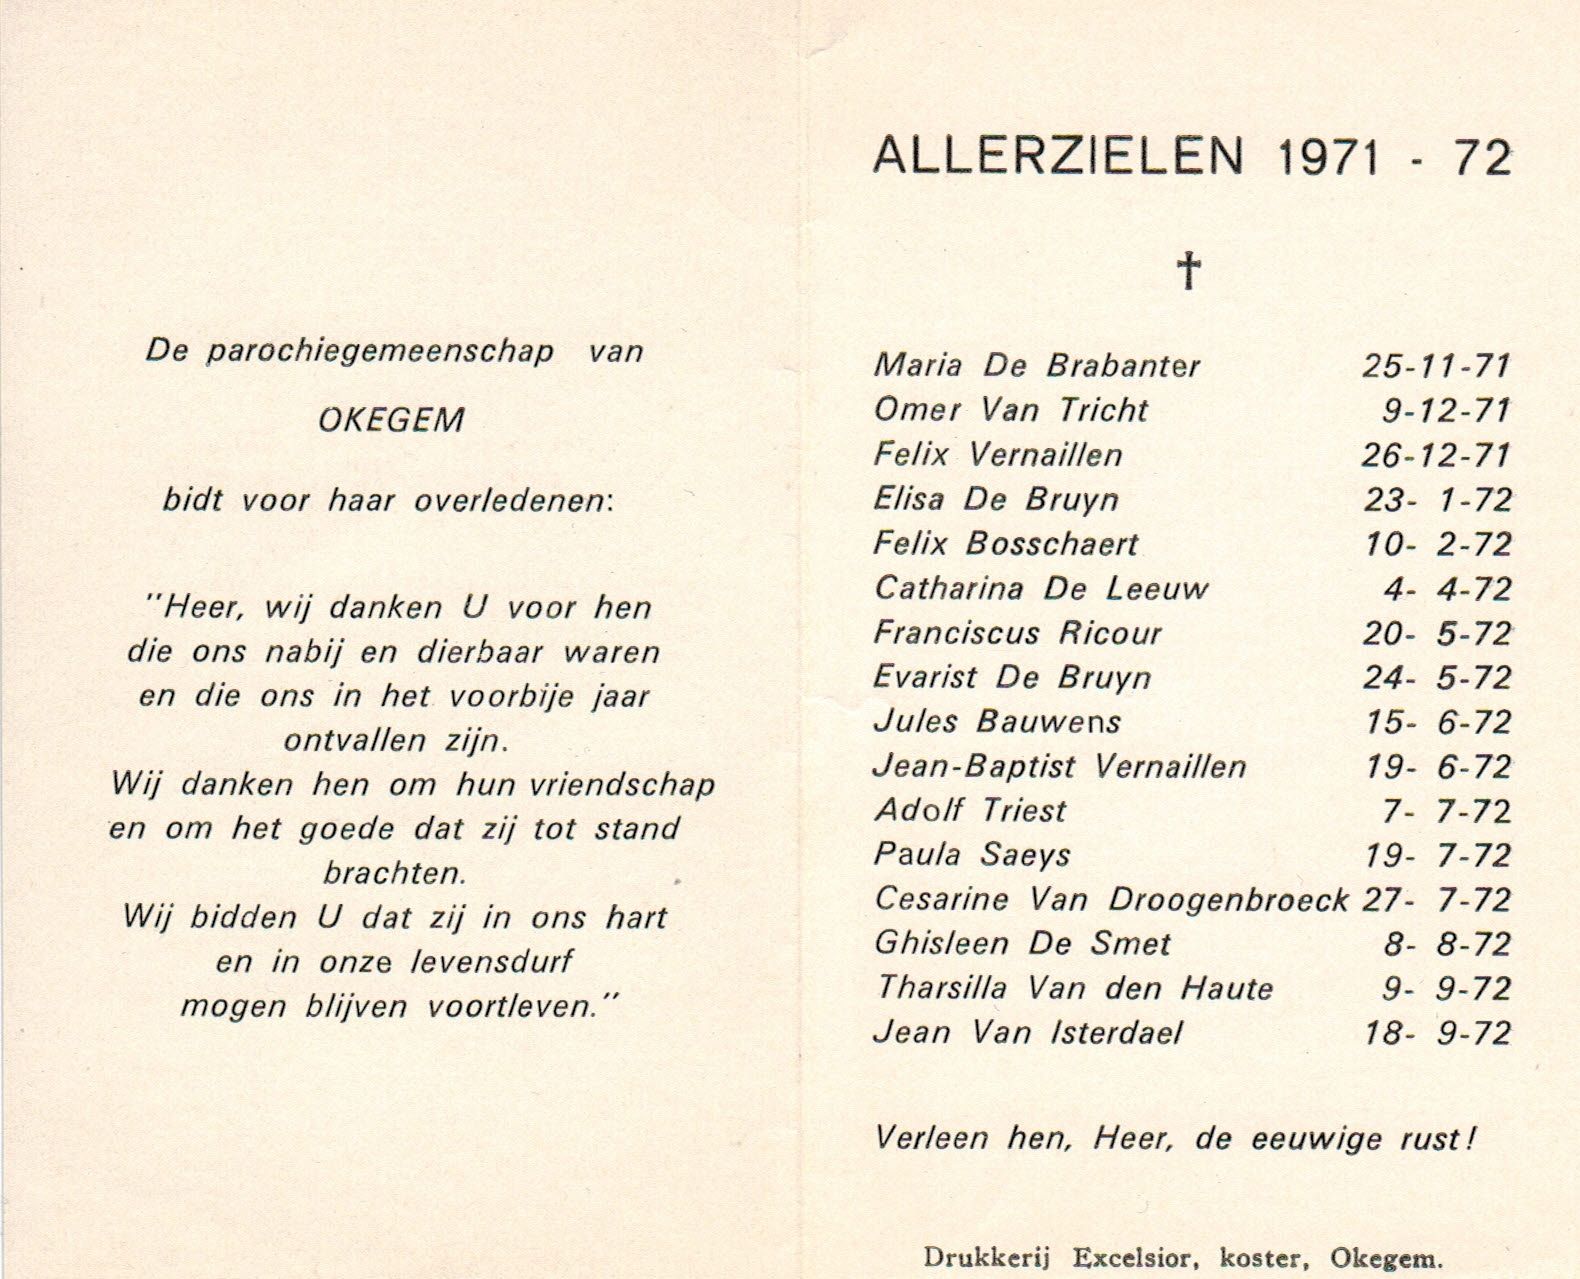 De parochiegemeenschap van
OKEGEM
bidt voor haar overledenen:
"Heer, wij danken U voor hen
die ons nabij en dierbaar waren
en die ons in het voorbije jaar
ontvallen zijn.
Wij danken hen om hun vriendschap
en om het goede dat zij tot stand
brachten.
Wij bidden U dat zij in ons hart
en in onze levensdurf
mogen blijven voortleven."
ALLERZIELEN 1971 - 72
✝
Maria De Brabanter 25-11-71
Omer Van Tricht 9-12-71
Felix Vernaillen 26-12-71
Elisa De Bruyn 23- 1-72
Felix Bosschaert 10- 2-72
Catharina De Leeuw 4- 4-72
Franciscus Ricour 20- 5-72
Evarist De Bruyn 24- 5-72
Jules Bauwens 15- 6-72
Jean-Baptist Vernaillen 19- 6-72
Adolf Triest 7- 7-72
Paula Saeys 19- 7-72
Cesarine Van Droogenbroeck 27- 7-72
Ghisleen De Smet 8- 8-72
Tharsilla Van den Haute 9- 9-72
Jean Van Isterdael 18- 9-72
Verleen hen, Heer, de eeuwige rust!
Drukkerij Excelsior, koster, Okegem.